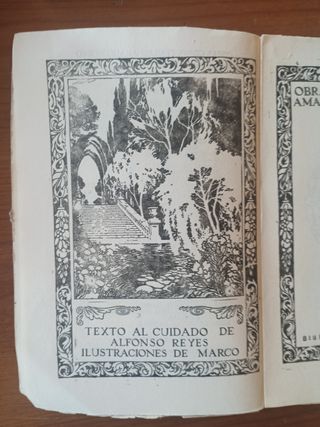 TEXTO AL CUIDADO DE
ALFONSO REYES
ILUSTRACIONES DE MARCO
OBRA
AMA